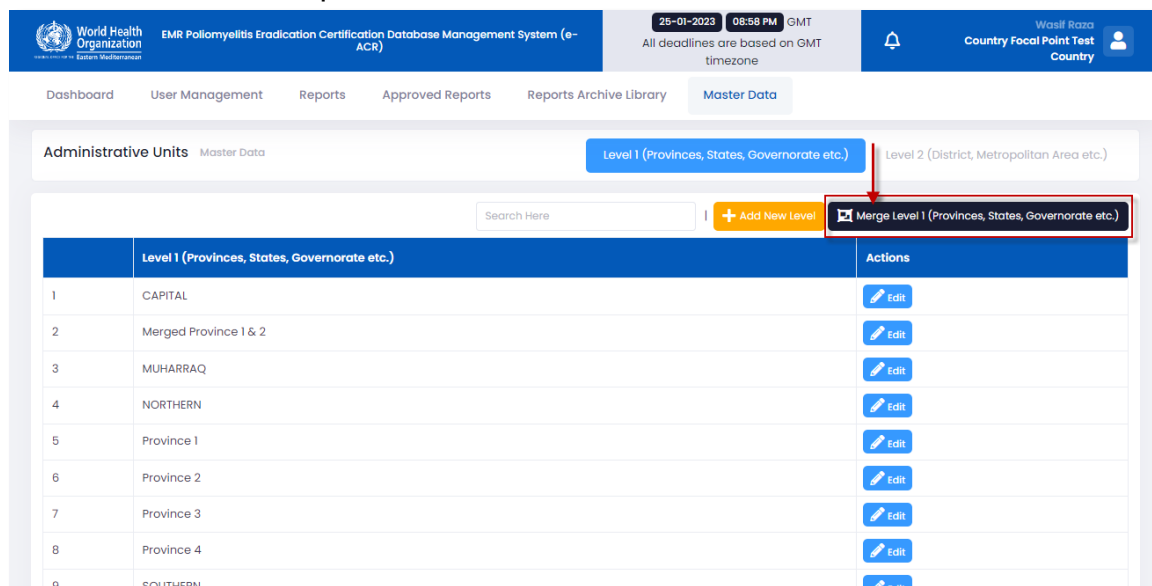 World Health
Organization
Eastern Mediterranean
EMR Poliomyelitis Eradication Certification Database Management System (e-
ACR)
25-01-2023 08:58 PM GMT
All deadlines are based on GMT
timezone
Wasif Raza
Country Focal Point Test
Country
Dashboard User Management Reports Approved Reports Reports Archive Library Master Data
Administrative Units Master Data Level 1 (Provinces, States, Governorate etc.) Level 2 (District, Metropolitan Area etc.)
Search Here | Add New Level Merge Level 1 (Provinces, States, Governorate etc.)
Level 1 (Provinces, States, Governorate etc.) Actions
1 CAPITAL Edit
2 Merged Province 1 & 2 Edit
3 MUHARRAQ Edit
4 NORTHERN Edit
5 Province 1 Edit
6 Province 2 Edit
7 Province 3 Edit
8 Province 4 Edit
9 SOUTHERN